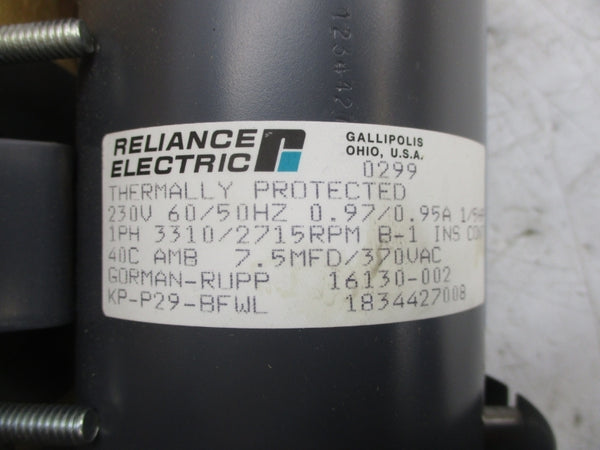 RELIANCE
ELECTRIC
GALLIPOLIS
OHIO, U.S.A.
0299
THERMALLY PROTECTED
230V 60/50HZ 0.97/0.95A
1PH 3310/2715RPM B-1 INS
40C AMB 7.5MFD/370VAC
GORMAN-RUPP 16130-002
KP-P29-BFWL 1834427008